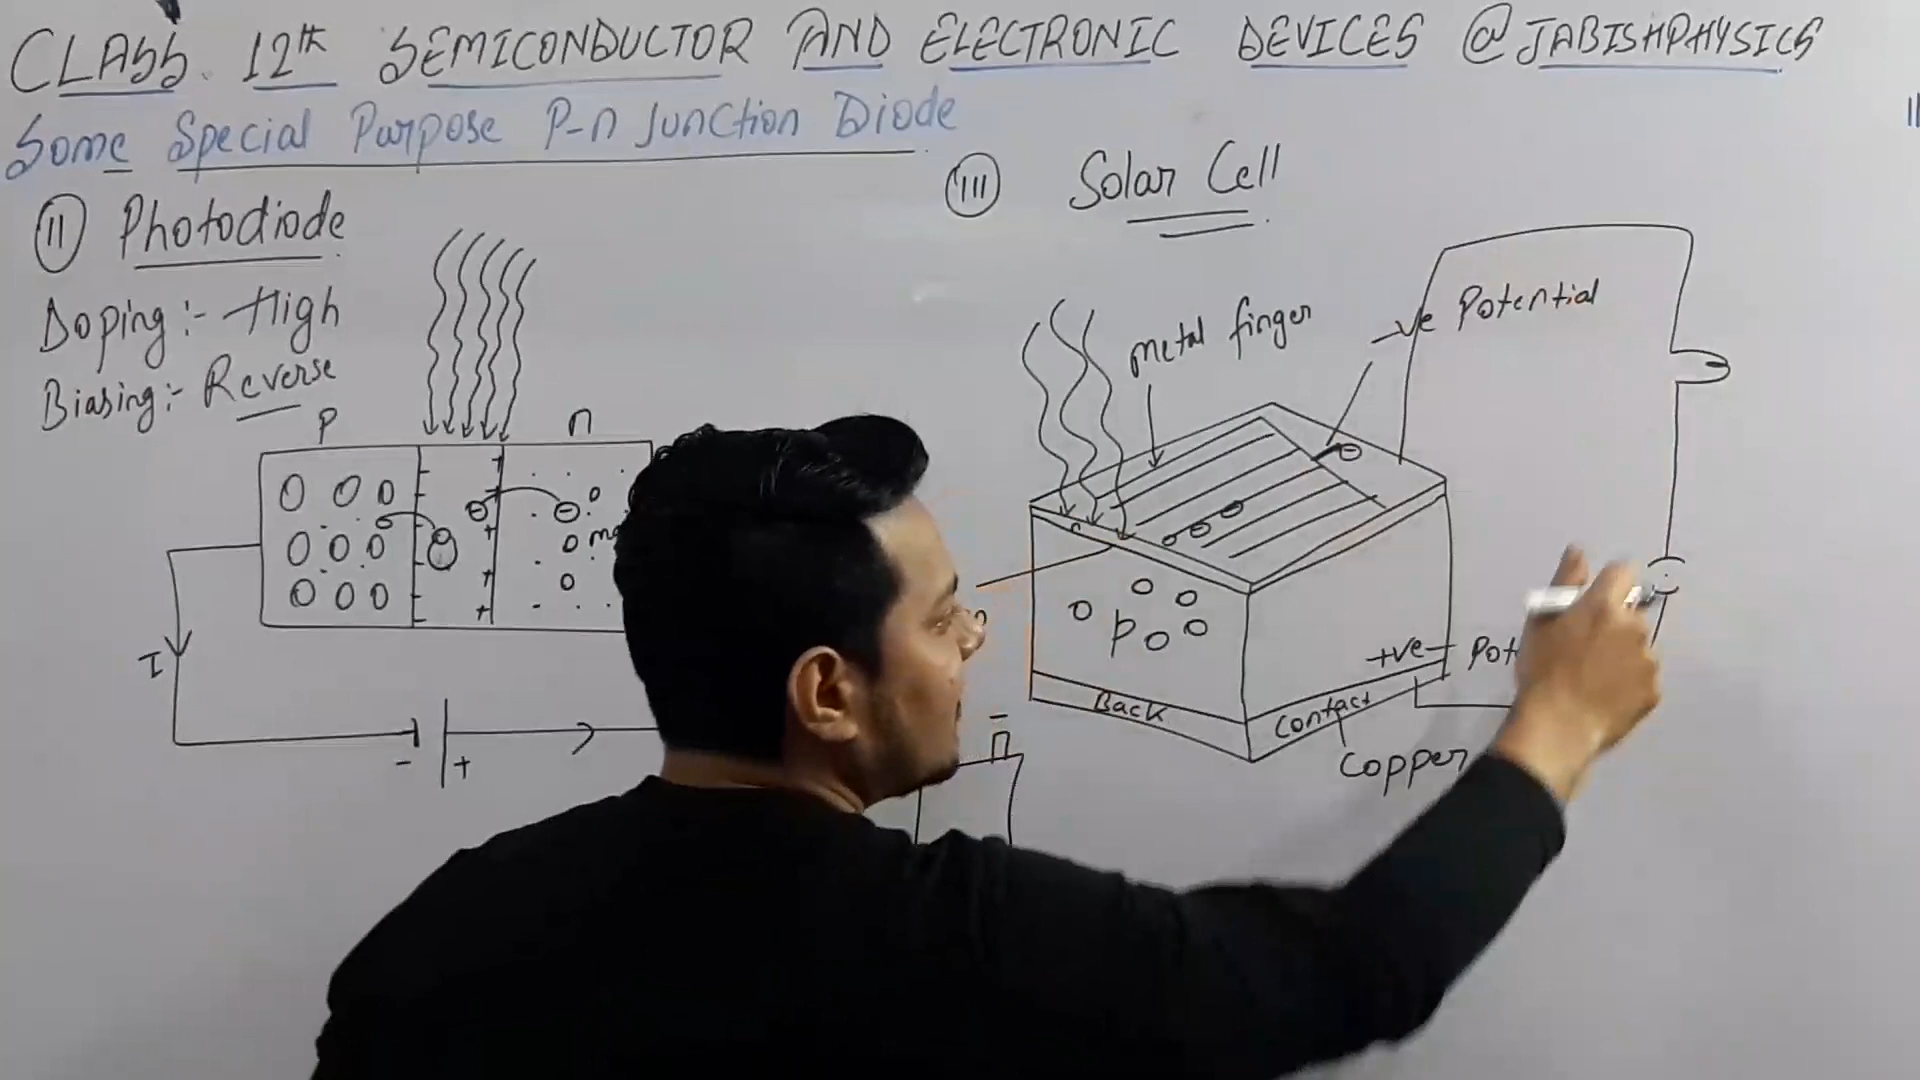 CLASS. 12th SEMICONDUCTOR AND ELECTRONIC DEVICES @JABISHPHYSICS
Some Special Purpose P-n Junction Diode
II Photodiode
Doping :- High
Biasing :- Reverse
P
n
I
- +
III Solar Cell
metal finger
-ve Potential
n
P
+ve
Back Contact
Copper
n